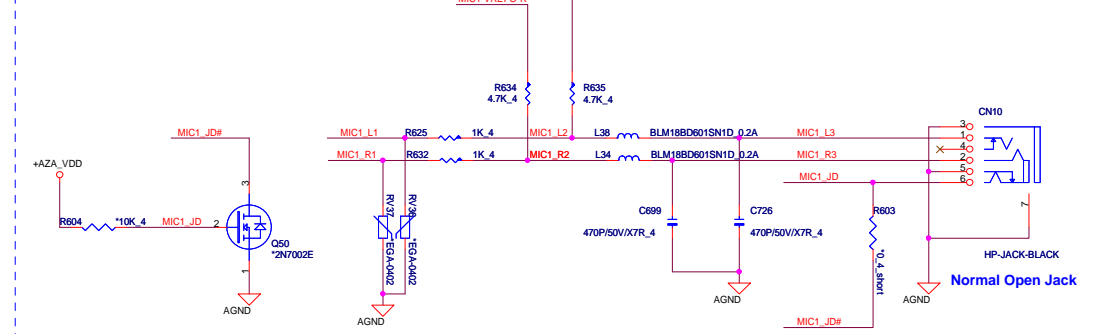 R634
4.7K_4
R635
4.7K_4
CN10
MIC1_JD#
MIC1_L1
R625
1K_4
MIC1_L2
L38
BLM18BD601SN1D_0.2A
MIC1_L3
3
1
4
2
5
6
+AZA_VDD
MIC1_R1
R632
1K_4
MIC1_R2
L34
BLM18BD601SN1D_0.2A
MIC1_R3
MIC1_JD
3
R604
*10K_4
MIC1_JD
2
Q50
*2N7002E
1
RV37
*EGA-0402
*EGA-0402
C699
470P/50V/X7R_4
C726
470P/50V/X7R_4
R603
*0_4_short
7
HP-JACK-BLACK
Normal Open Jack
AGND
AGND
AGND
AGND
MIC1_JD#